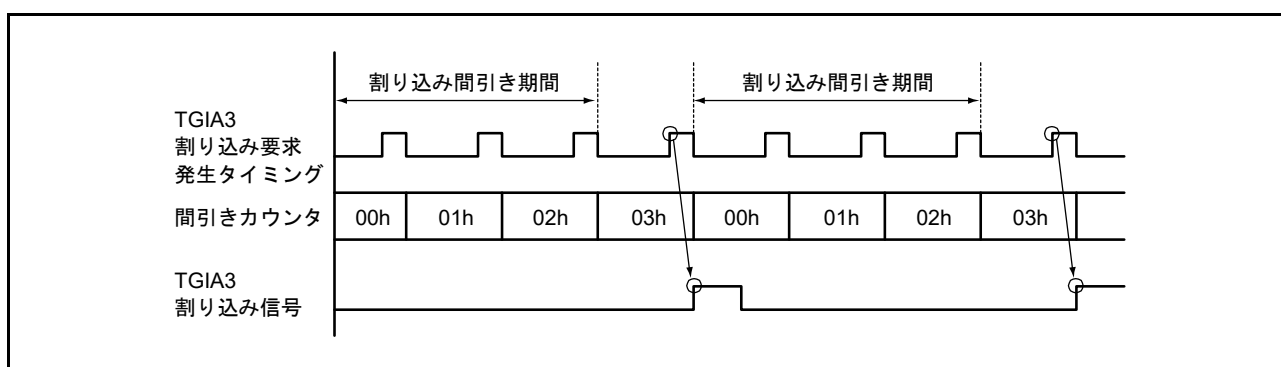 割り込み間引き期間 割り込み間引き期間
TGIA3
割り込み要求
発生タイミング
間引きカウンタ 00h 01h 02h 03h 00h 01h 02h 03h
TGIA3
割り込み信号